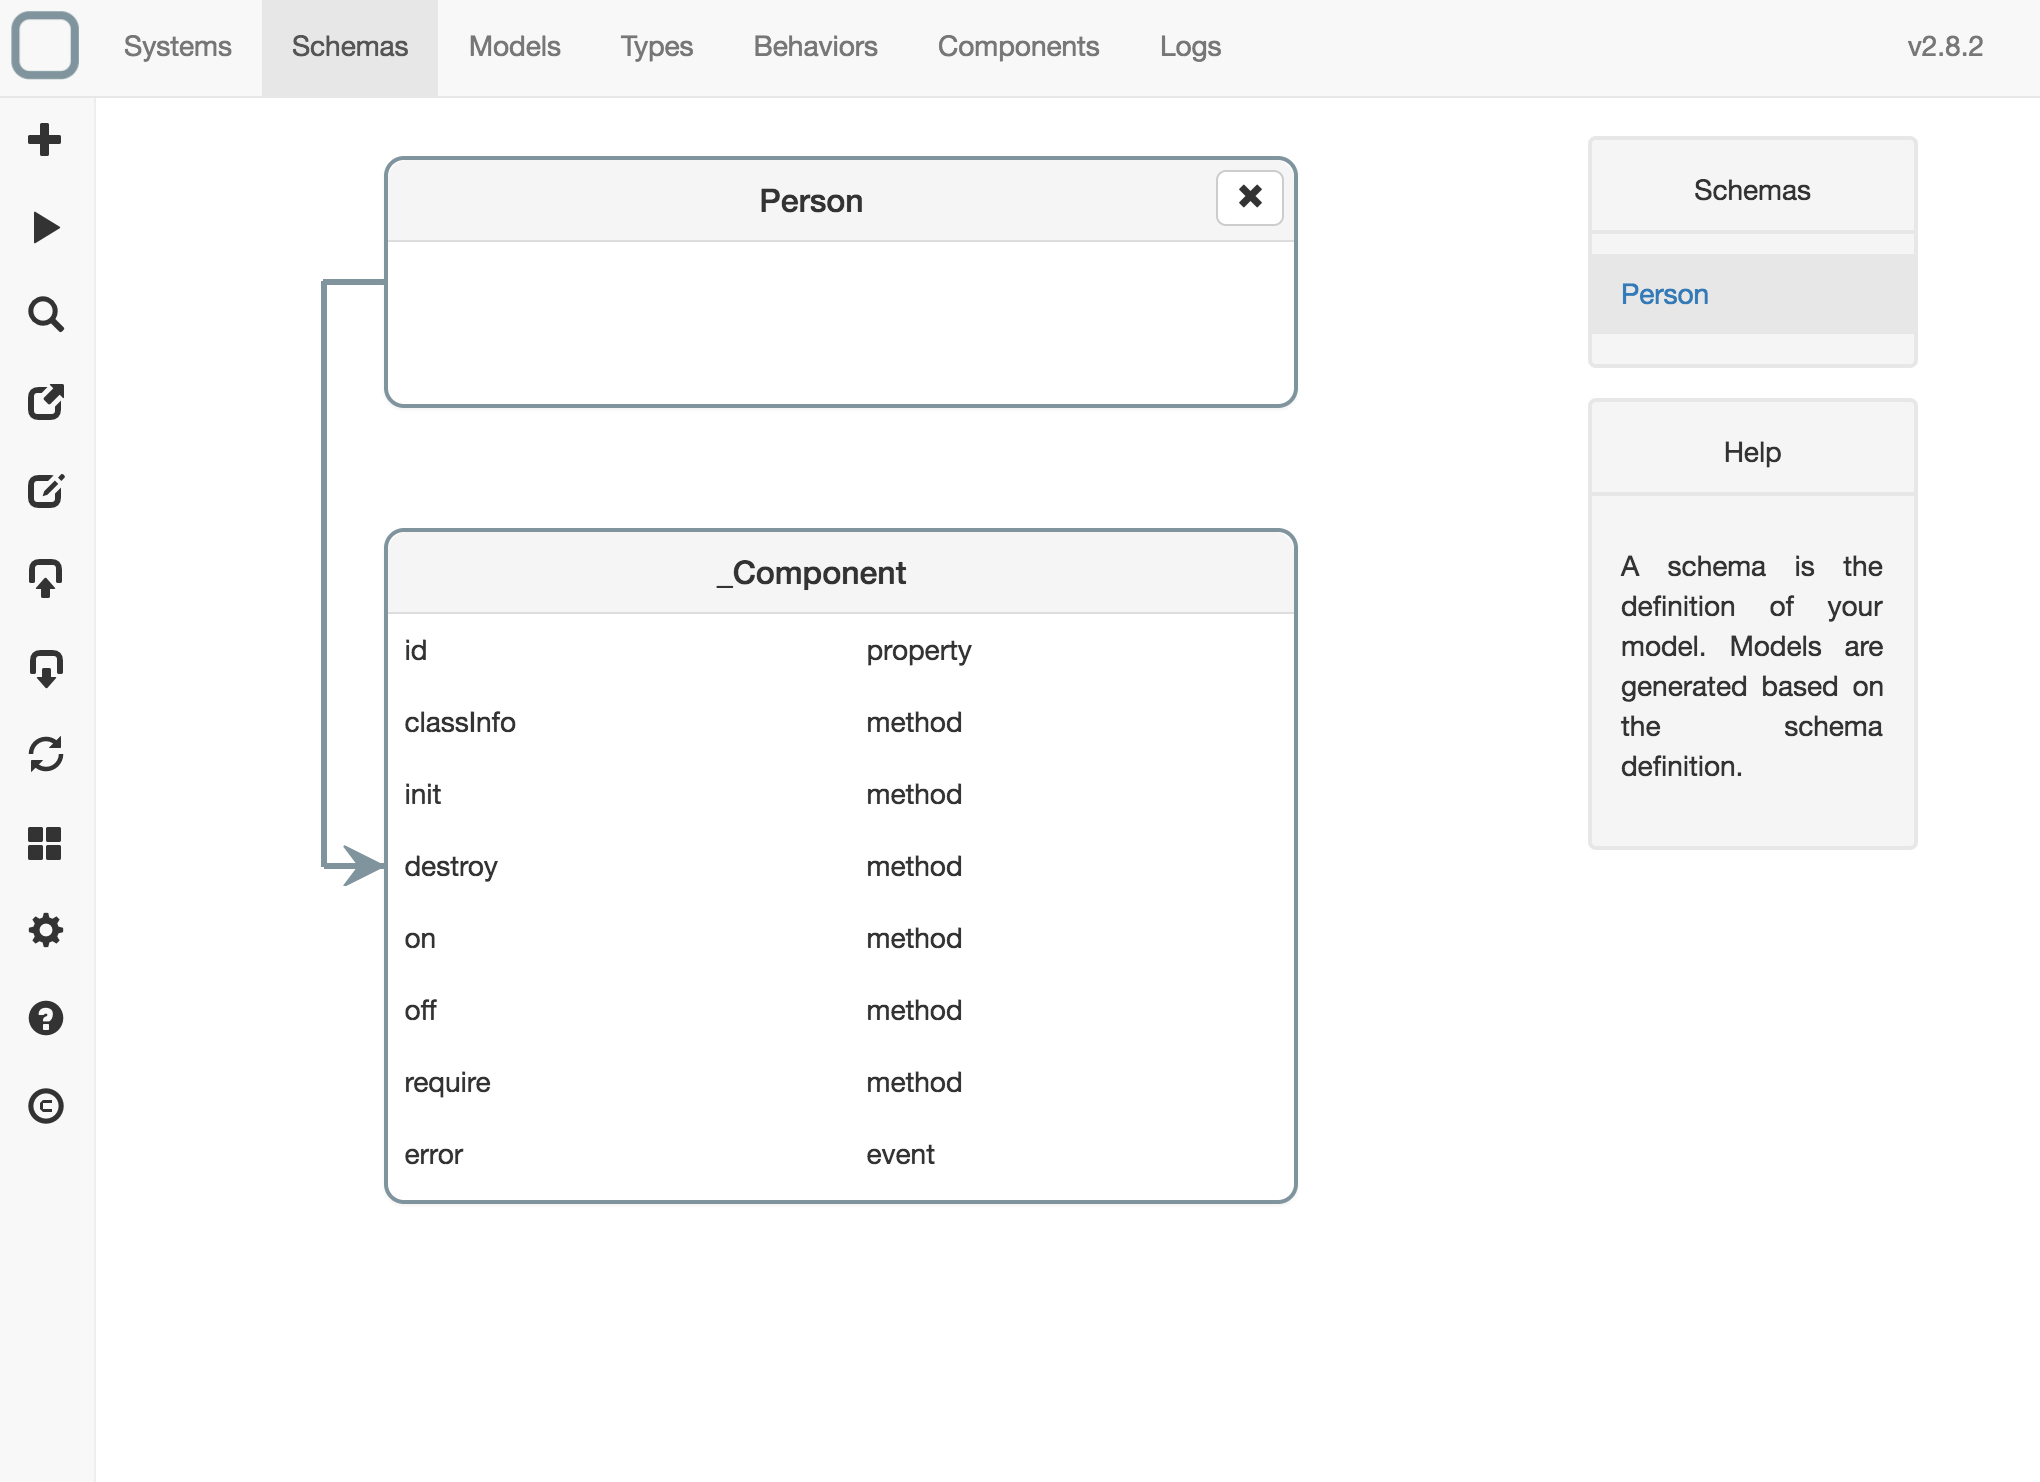 Systems Schemas Models Types Behaviors Components Logs v2.8.2
Person
_Component
id property
classInfo method
init method
destroy method
on method
off method
require method
error event
Schemas
Person
Help
A schema is the
definition of your
model. Models are
generated based on
the schema
definition.